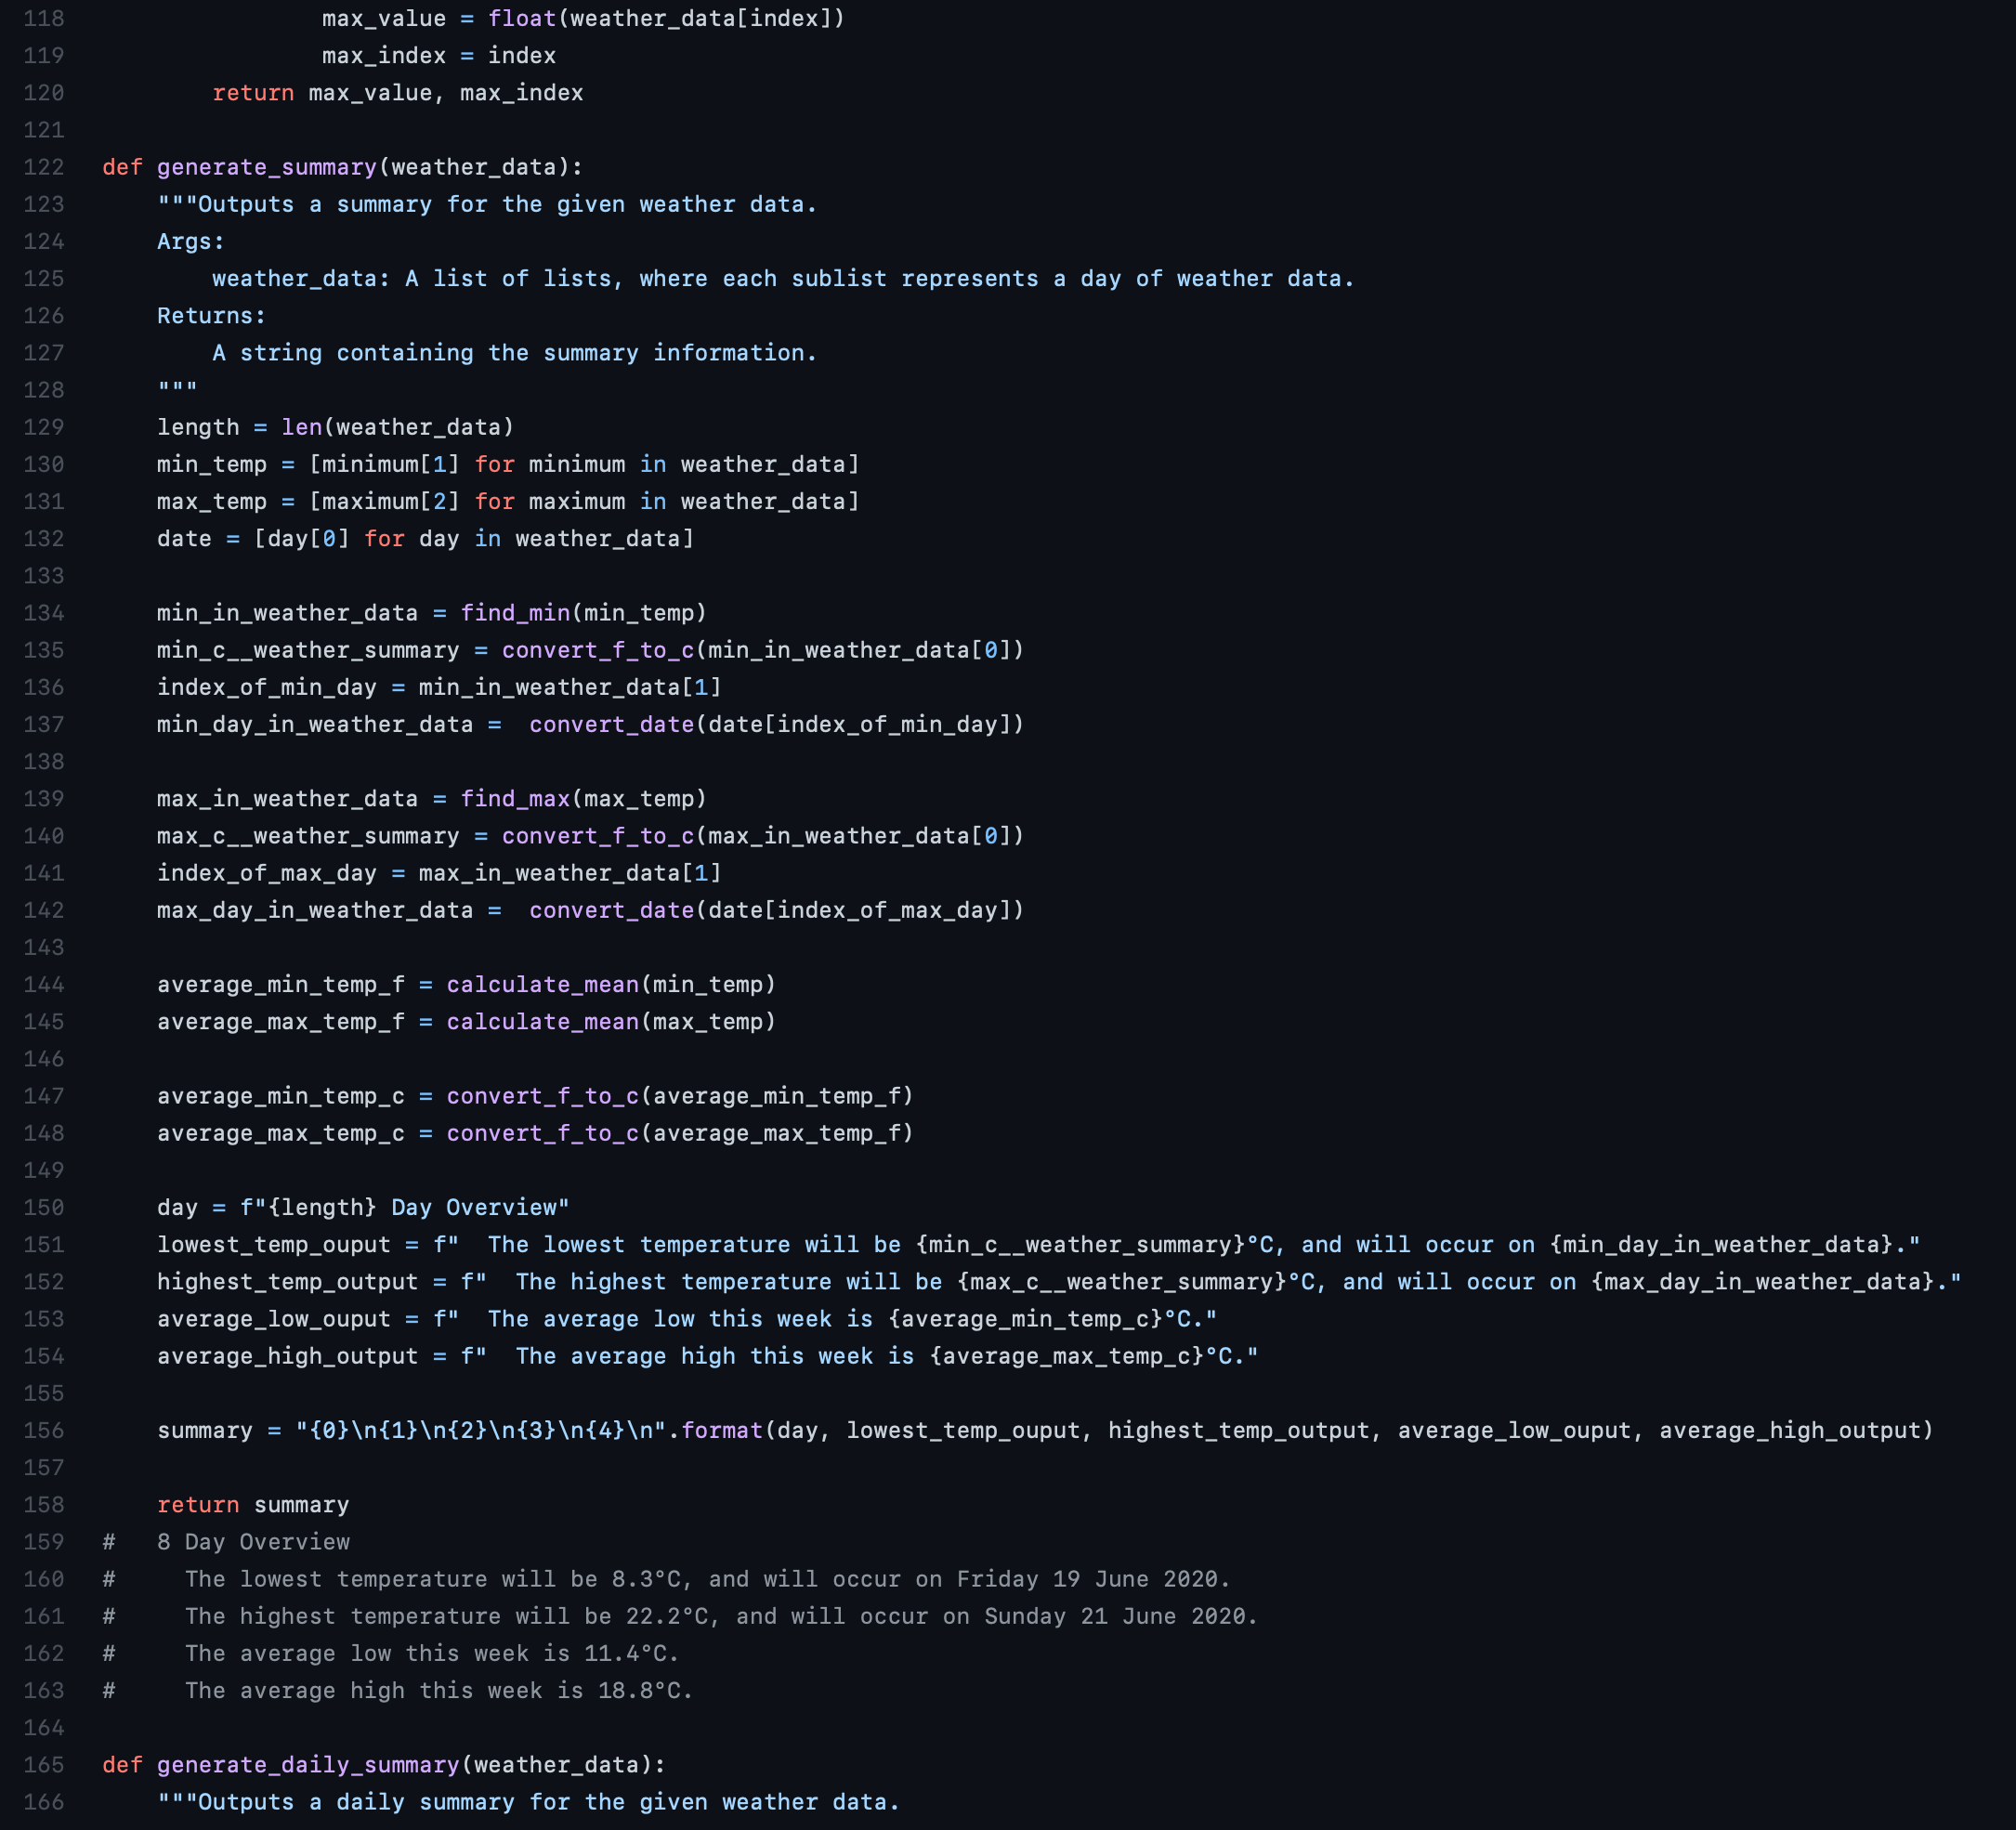 118                 max_value = float(weather_data[index])
119                 max_index = index
120         return max_value, max_index
121
122 def generate_summary(weather_data):
123     """Outputs a summary for the given weather data.
124     Args:
125         weather_data: A list of lists, where each sublist represents a day of weather data.
126     Returns:
127         A string containing the summary information.
128     """
129     length = len(weather_data)
130     min_temp = [minimum[1] for minimum in weather_data]
131     max_temp = [maximum[2] for maximum in weather_data]
132     date = [day[0] for day in weather_data]
133
134     min_in_weather_data = find_min(min_temp)
135     min_c__weather_summary = convert_f_to_c(min_in_weather_data[0])
136     index_of_min_day = min_in_weather_data[1]
137     min_day_in_weather_data =  convert_date(date[index_of_min_day])
138
139     max_in_weather_data = find_max(max_temp)
140     max_c__weather_summary = convert_f_to_c(max_in_weather_data[0])
141     index_of_max_day = max_in_weather_data[1]
142     max_day_in_weather_data =  convert_date(date[index_of_max_day])
143
144     average_min_temp_f = calculate_mean(min_temp)
145     average_max_temp_f = calculate_mean(max_temp)
146
147     average_min_temp_c = convert_f_to_c(average_min_temp_f)
148     average_max_temp_c = convert_f_to_c(average_max_temp_f)
149
150     day = f"{length} Day Overview"
151     lowest_temp_ouput = f"  The lowest temperature will be {min_c__weather_summary}°C, and will occur on {min_day_in_weather_data}."
152     highest_temp_output = f"  The highest temperature will be {max_c__weather_summary}°C, and will occur on {max_day_in_weather_data}."
153     average_low_ouput = f"  The average low this week is {average_min_temp_c}°C."
154     average_high_output = f"  The average high this week is {average_max_temp_c}°C."
155
156     summary = "{0}\n{1}\n{2}\n{3}\n{4}\n".format(day, lowest_temp_ouput, highest_temp_output, average_low_ouput, average_high_output)
157
158     return summary
159 #   8 Day Overview
160 #     The lowest temperature will be 8.3°C, and will occur on Friday 19 June 2020.
161 #     The highest temperature will be 22.2°C, and will occur on Sunday 21 June 2020.
162 #     The average low this week is 11.4°C.
163 #     The average high this week is 18.8°C.
164
165 def generate_daily_summary(weather_data):
166     """Outputs a daily summary for the given weather data.